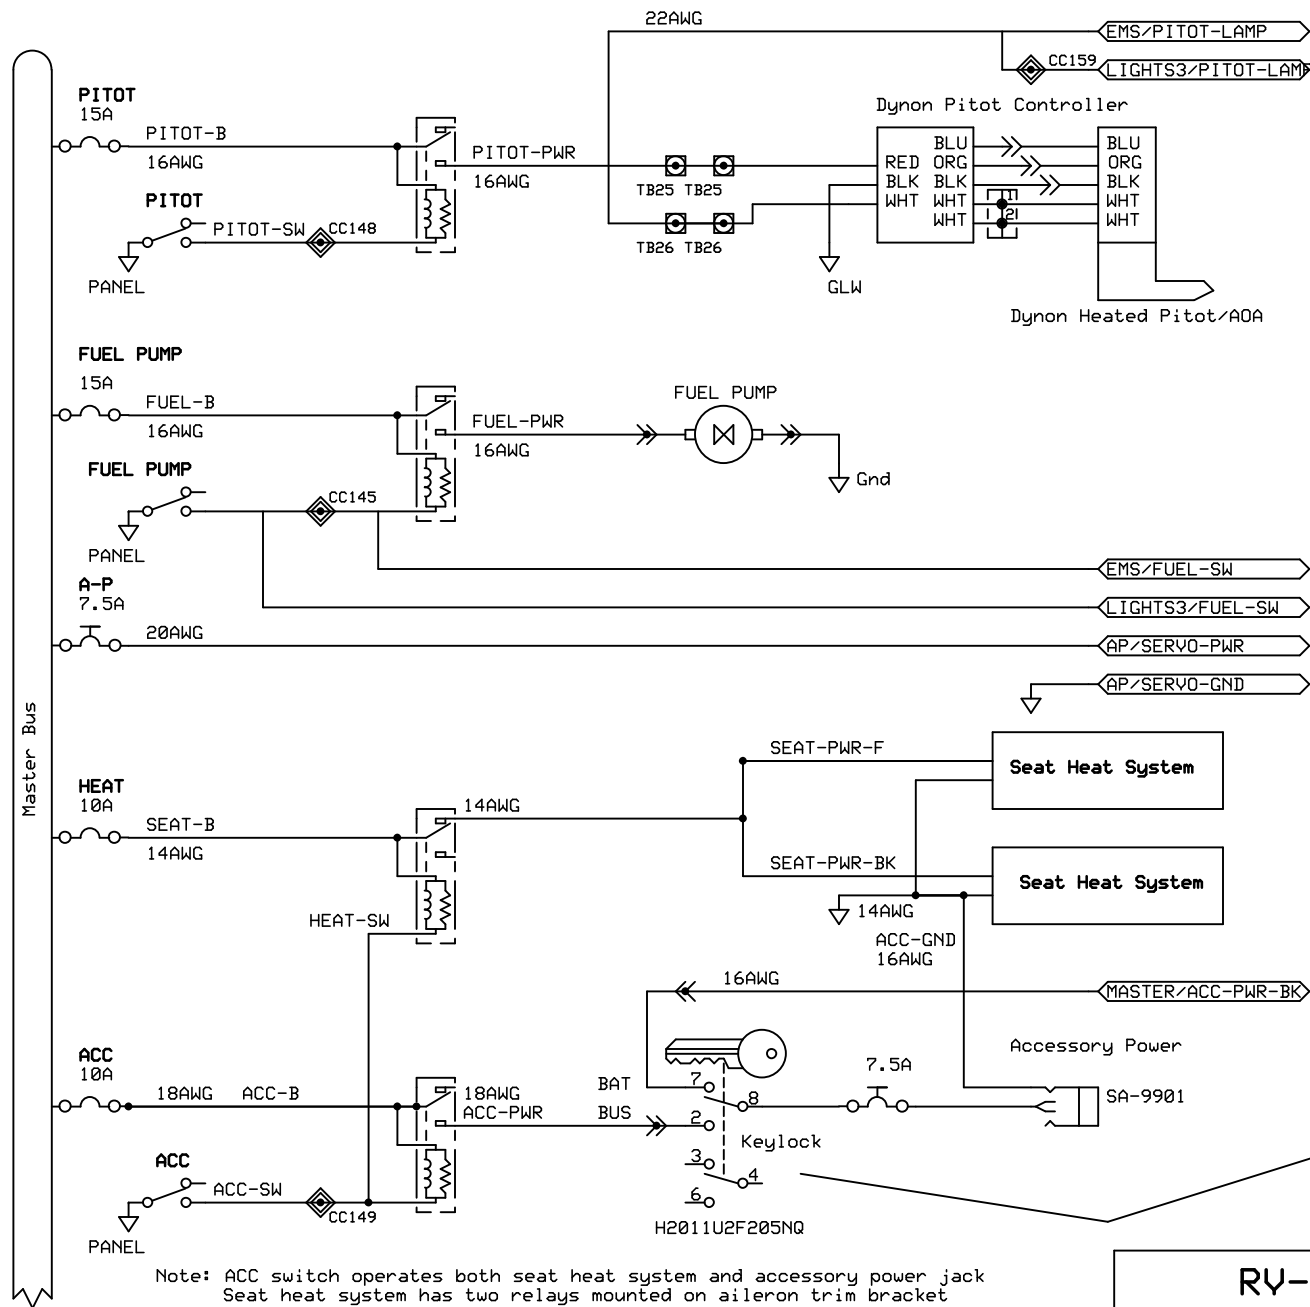 22AWG
EMS/PITOT-LAMP
CC159
LIGHTS3/PITOT-LAMP
PITOT
15A
PITOT-B
16AWG
PITOT-PWR
16AWG
Dynon Pitot Controller
BLU
BLU
RED
ORG
ORG
BLK
BLK
BLK
WHT
WHT
1
WHT
WHT
2
WHT
TB25
TB25
TB26
TB26
GLW
Dynon Heated Pitot/AOA
PITOT
PITOT-SW
CC148
PANEL
FUEL PUMP
15A
FUEL-B
16AWG
FUEL-PWR
16AWG
FUEL PUMP
Gnd
FUEL PUMP
CC145
PANEL
EMS/FUEL-SW
LIGHTS3/FUEL-SW
A-P
7.5A
20AWG
AP/SERVO-PWR
AP/SERVO-GND
Master Bus
SEAT-PWR-F
Seat Heat System
HEAT
10A
SEAT-B
14AWG
14AWG
SEAT-PWR-BK
Seat Heat System
14AWG
HEAT-SW
ACC-GND
16AWG
16AWG
MASTER/ACC-PWR-BK
Accessory Power
ACC
10A
18AWG
ACC-B
18AWG
ACC-PWR
BAT
BUS
7
8
2
3
4
6
Keylock
7.5A
SA-9901
H2011U2F205NQ
ACC
ACC-SW
CC149
PANEL
Note: ACC switch operates both seat heat system and accessory power jack
Seat heat system has two relays mounted on aileron trim bracket
RV-